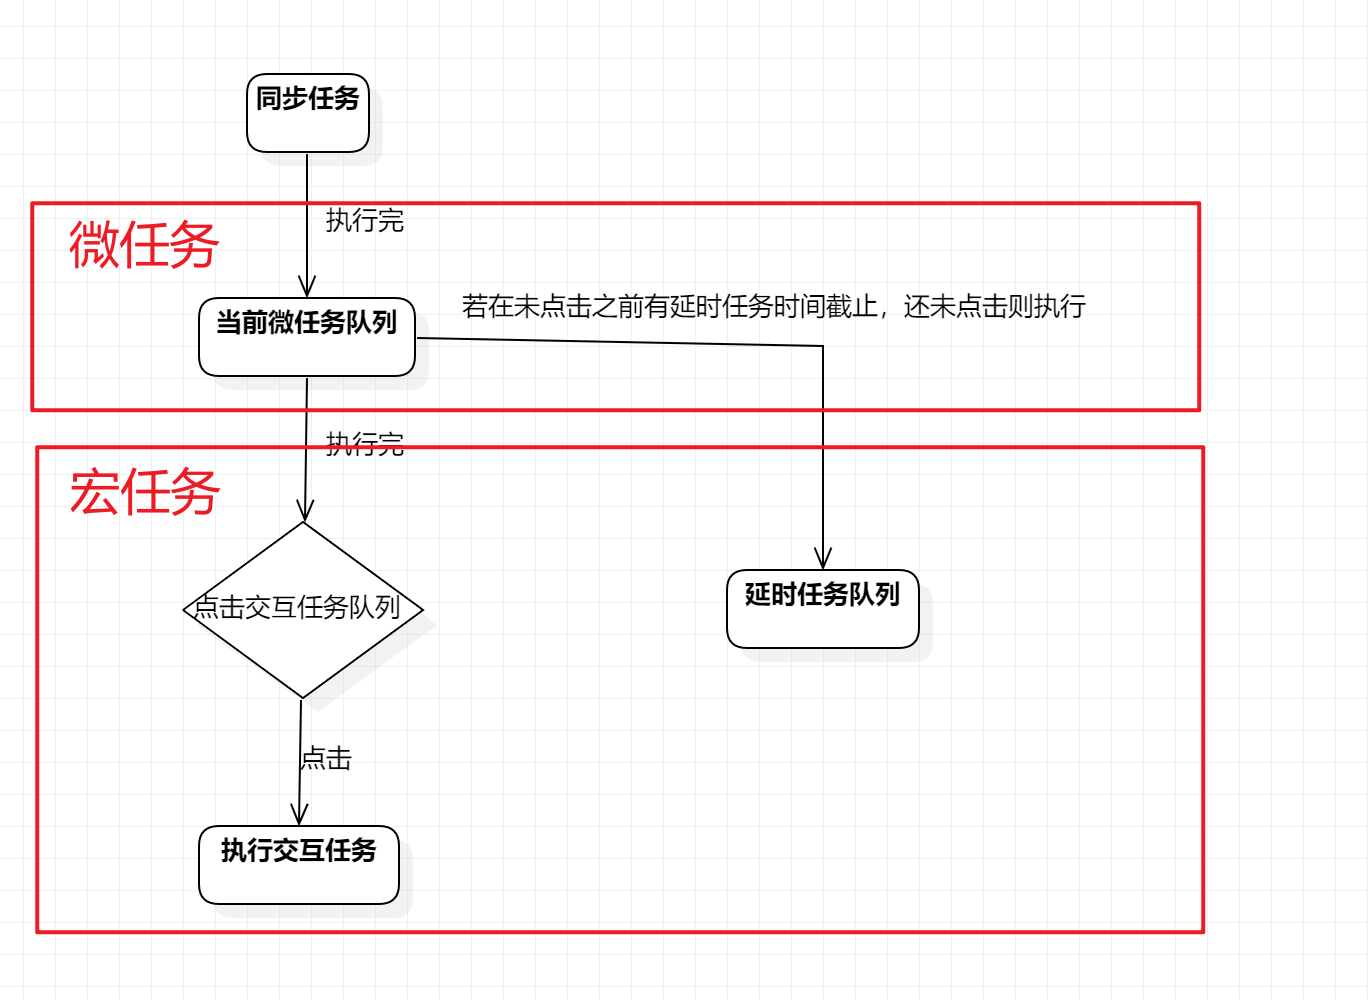 同步任务
执行完
微任务
当前微任务队列
若在未点击之前有延时任务时间截止，还未点击则执行
执行完
宏任务
点击交互任务队列
延时任务队列
点击
执行交互任务